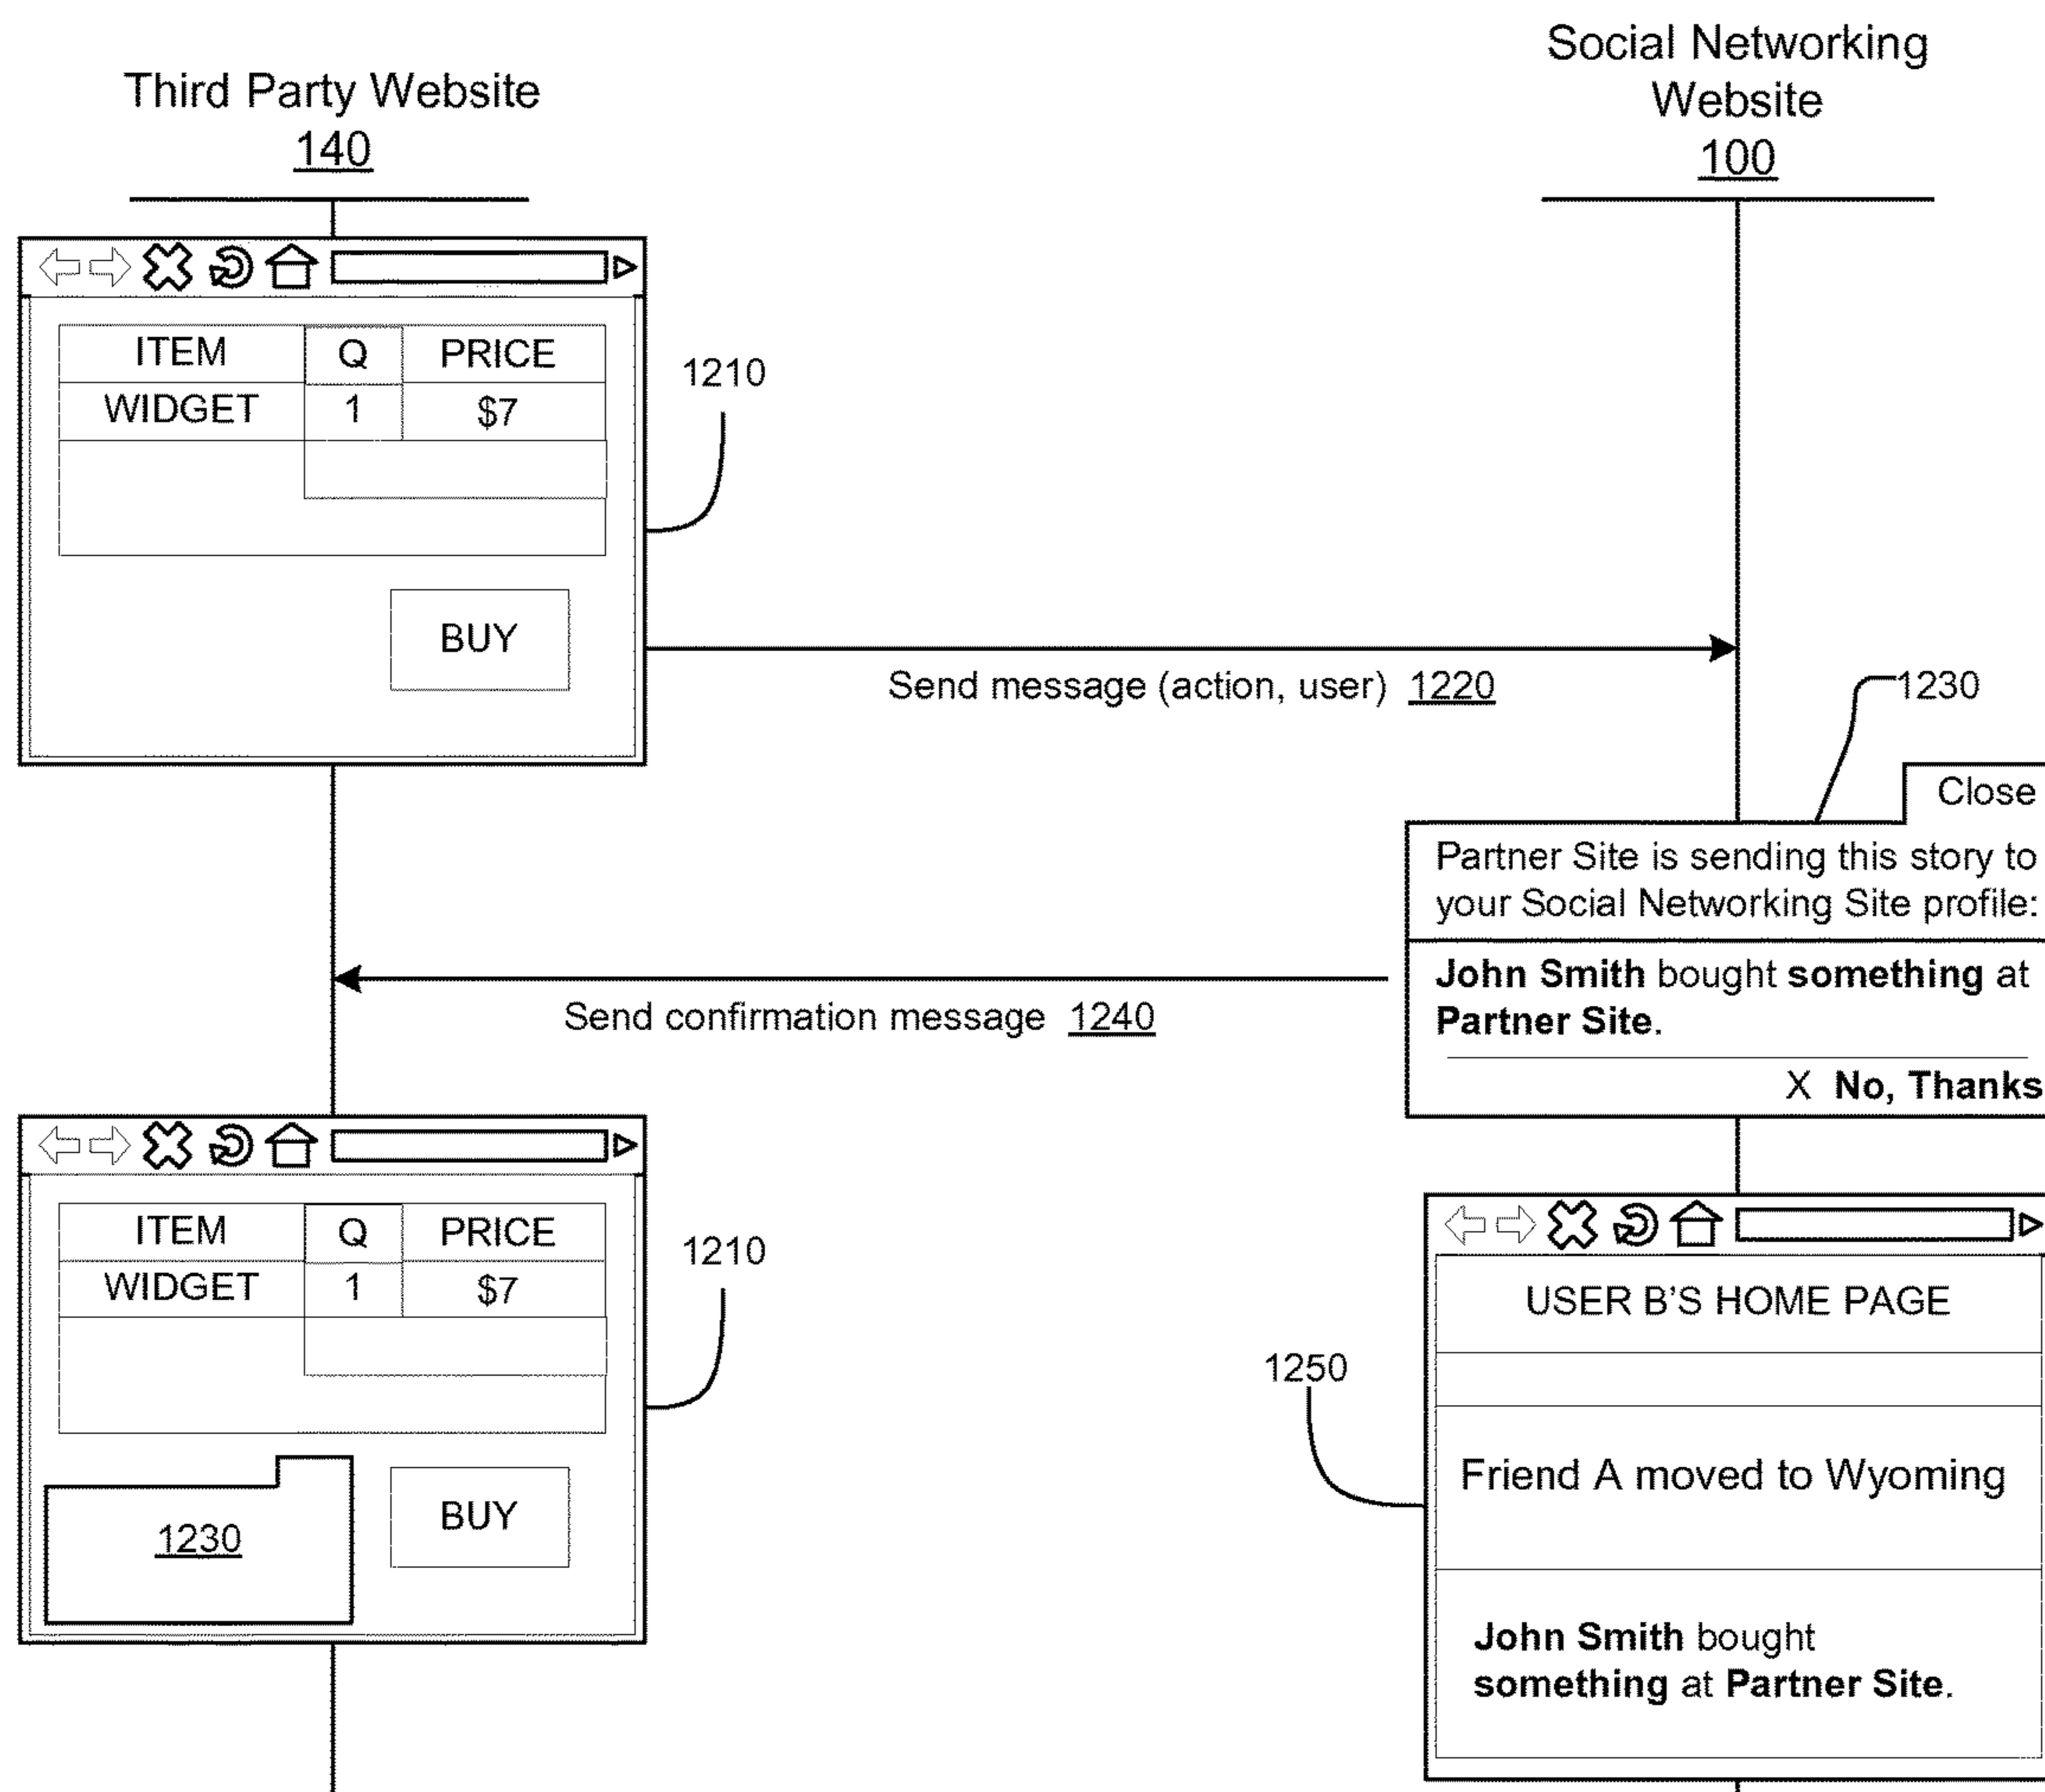 Third Party Website
140
Social Networking
Website
100
ITEM Q PRICE
WIDGET 1 $7
BUY
1210
Send message (action, user) 1220
1230
Close
Partner Site is sending this story to
your Social Networking Site profile:
John Smith bought something at
Partner Site.
X No, Thanks
Send confirmation message 1240
ITEM Q PRICE
WIDGET 1 $7
1230
BUY
1210
1250
USER B'S HOME PAGE
Friend A moved to Wyoming
John Smith bought
something at Partner Site.